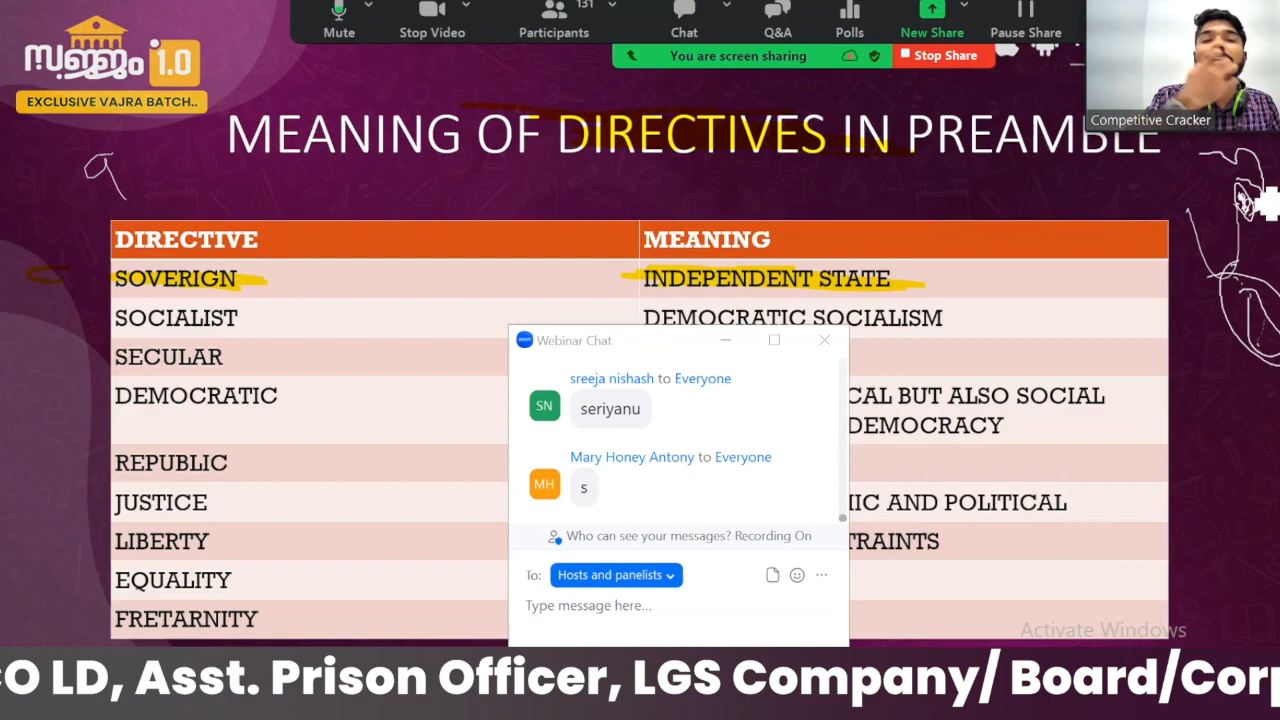 Mute
Stop Video
Participants
131
Chat
Q&A
Polls
New Share
Pause Share
You are screen sharing
Stop Share
1.0
EXCLUSIVE VAJRA BATCH..
Competitive Cracker
MEANING OF DIRECTIVES IN PREAMBLE
DIRECTIVE MEANING
SOVERIGN INDEPENDENT STATE
SOCIALIST DEMOCRATIC SOCIALISM
SECULAR
DEMOCRATIC CAL BUT ALSO SOCIAL
DEMOCRACY
REPUBLIC
JUSTICE IC AND POLITICAL
LIBERTY TRAINTS
EQUALITY
FRETARNITY
zoom Webinar Chat
sreeja nishash to Everyone
SN seriyanu
Mary Honey Antony to Everyone
MH s
Who can see your messages? Recording On
To: Hosts and panelists
Type message here...
Activate Windows
CO LD, Asst. Prison Officer, LGS Company/ Board/Corp